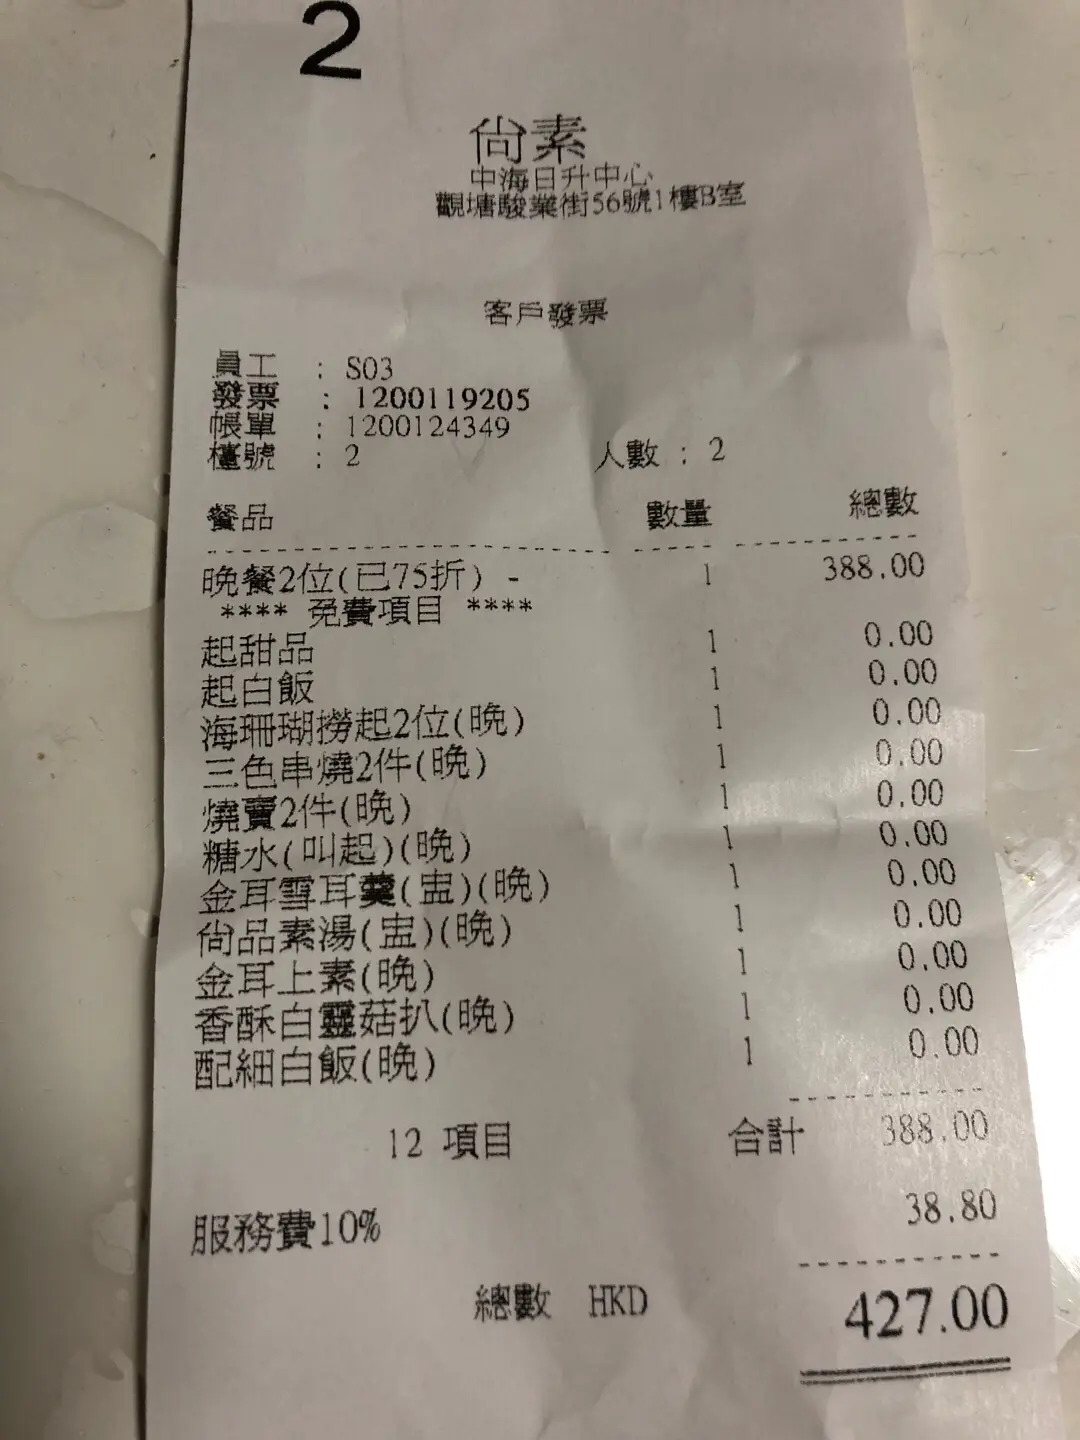 2
尙素
中海日升中心
觀塘駿業街56號1樓B室
客戶發票
員工 : S03
發票 : 1200119205
帳單 : 1200124349
檯號 : 2 人數 : 2
餐品 數量 總數
晚餐2位(已75折) - 1 388.00
**** 免費項目 ****
起甜品 1 0.00
起白飯 1 0.00
海珊瑚撈起2位(晚) 1 0.00
三色串燒2件(晚) 1 0.00
燒賣2件(晚) 1 0.00
糖水(叫起)(晚) 1 0.00
金耳雪耳羹(盅)(晚) 1 0.00
尙品素湯(盅)(晚) 1 0.00
金耳上素(晚) 1 0.00
香酥白靈菇扒(晚) 1 0.00
配細白飯(晚) 1 0.00
12 項目 合計 388.00
服務費10% 38.80
總數 HKD 427.00